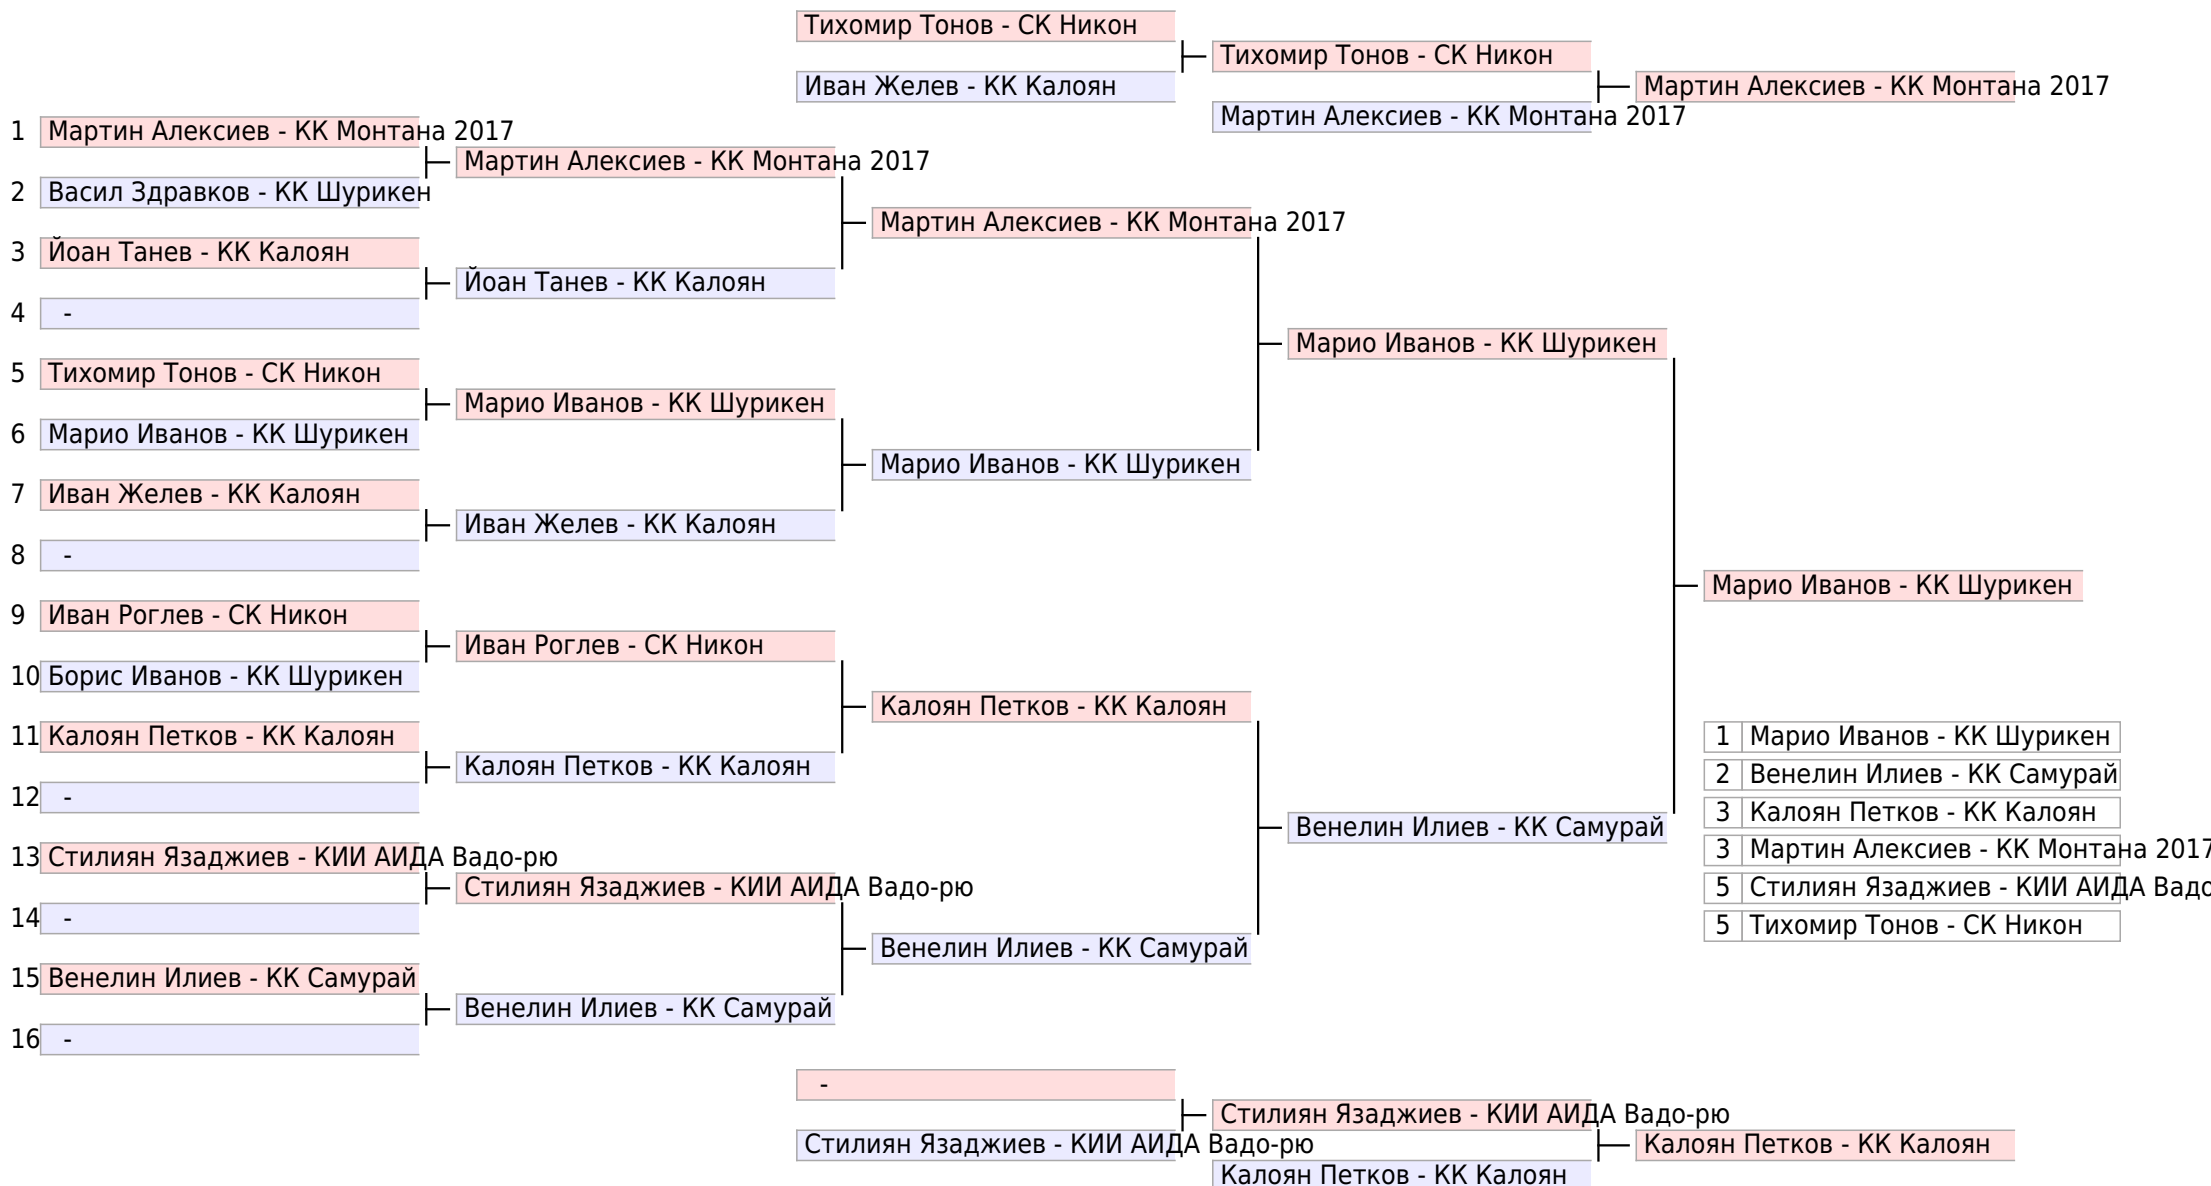 Тихомир Тонов - СК Никон
Тихомир Тонов - СК Никон
Иван Желев - КК Калоян
Мартин Алексиев - КК Монтана 2017
Мартин Алексиев - КК Монтана 2017
1 Мартин Алексиев - КК Монтана 2017
Мартин Алексиев - КК Монтана 2017
2 Васил Здравков - КК Шурикен
Мартин Алексиев - КК Монтана 2017
3 Йоан Танев - КК Калоян
Йоан Танев - КК Калоян
4 -
Марио Иванов - КК Шурикен
5 Тихомир Тонов - СК Никон
Марио Иванов - КК Шурикен
6 Марио Иванов - КК Шурикен
Марио Иванов - КК Шурикен
7 Иван Желев - КК Калоян
Иван Желев - КК Калоян
8 -
Марио Иванов - КК Шурикен
9 Иван Роглев - СК Никон
Иван Роглев - СК Никон
10 Борис Иванов - КК Шурикен
Калоян Петков - КК Калоян
11 Калоян Петков - КК Калоян
Калоян Петков - КК Калоян
12 -
Венелин Илиев - КК Самурай
13 Стилиян Язаджиев - КИИ АИДА Вадо-рю
Стилиян Язаджиев - КИИ АИДА Вадо-рю
14 -
Венелин Илиев - КК Самурай
15 Венелин Илиев - КК Самурай
Венелин Илиев - КК Самурай
16 -
1 Марио Иванов - КК Шурикен
2 Венелин Илиев - КК Самурай
3 Калоян Петков - КК Калоян
3 Мартин Алексиев - КК Монтана 2017
5 Стилиян Язаджиев - КИИ АИДА Вадо
5 Тихомир Тонов - СК Никон
-
Стилиян Язаджиев - КИИ АИДА Вадо-рю
Стилиян Язаджиев - КИИ АИДА Вадо-рю
Калоян Петков - КК Калоян
Калоян Петков - КК Калоян